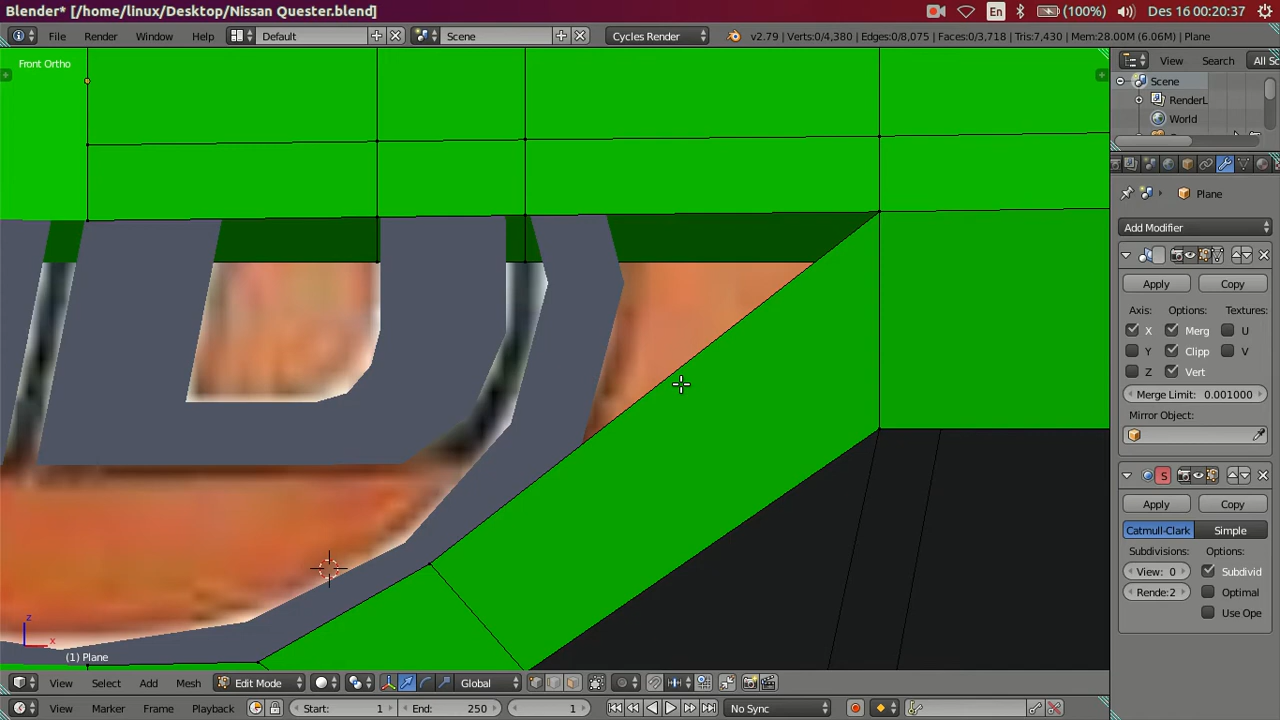 Blender* [/home/linux/Desktop/Nissan Quester.blend]
En (100%) Des 16 00:20:37
File Render Window Help Default Scene Cycles Render v2.79 | Verts:0/4,380 | Edges:0/8,075 | Faces:0/3,718 | Tris:7,430 | Mem:28.00M (6.06M) | Plane
Front Ortho
View Search All Sc
Scene
RenderL
World
Plane
Add Modifier
Apply Copy
Axis: Options: Textures:
X Merg U
Y Clipp V
Z Vert
Merge Limit: 0.001000
Mirror Object:
S
Apply Copy
Catmull-Clark Simple
Subdivisions: Options:
View: 0 Subdivid
Rende:2 Optimal
Use Ope
z
x
(1) Plane
View Select Add Mesh Edit Mode Global
View Marker Frame Playback Start: 1 End: 250 1 No Sync